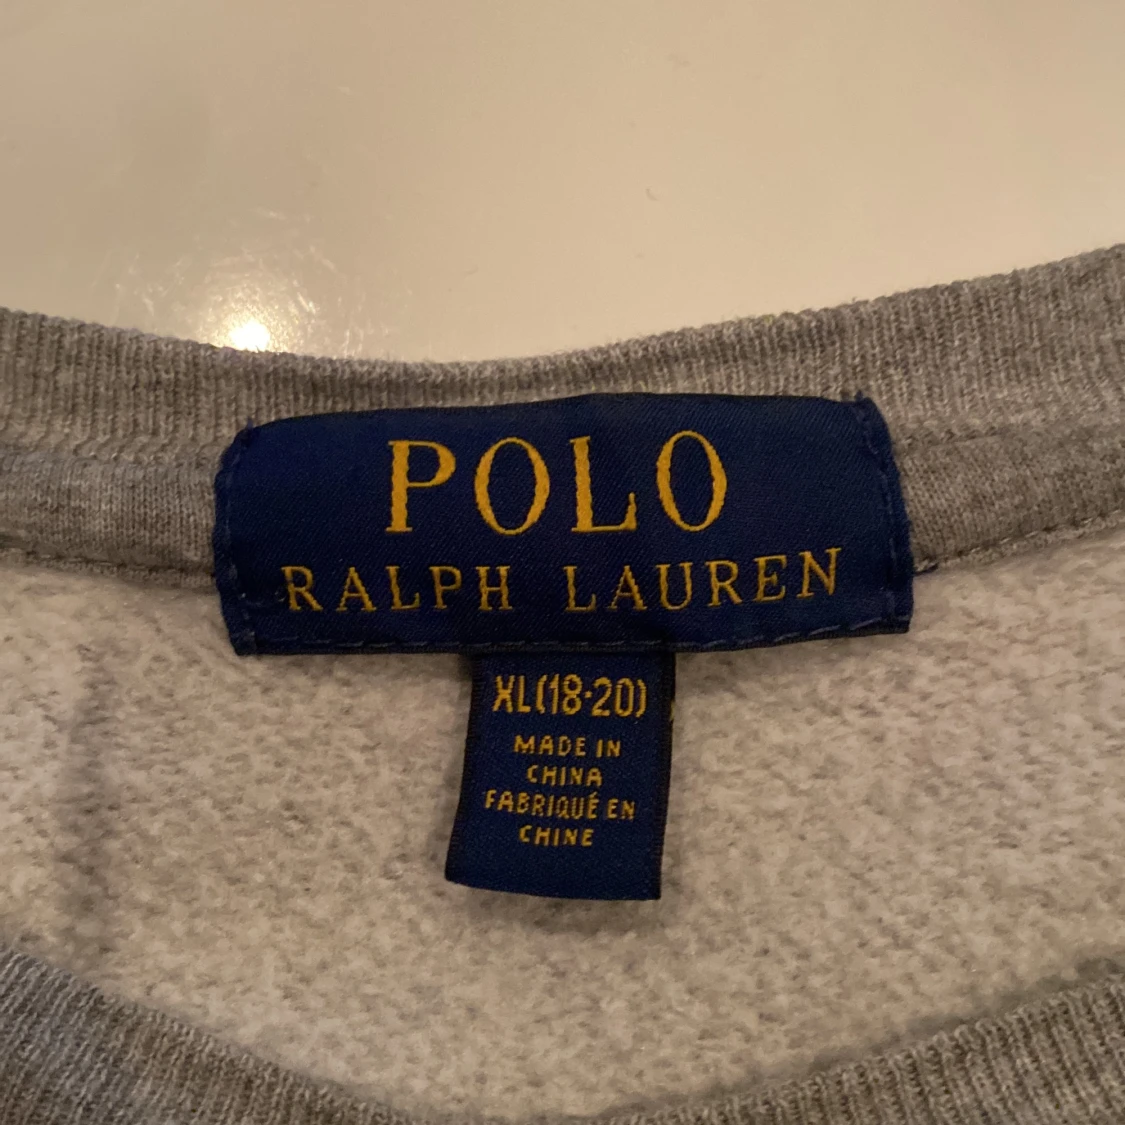 POLO
RALPH LAUREN
XL(18-20)
MADE IN
CHINA
FABRIQUÉ EN
CHINE